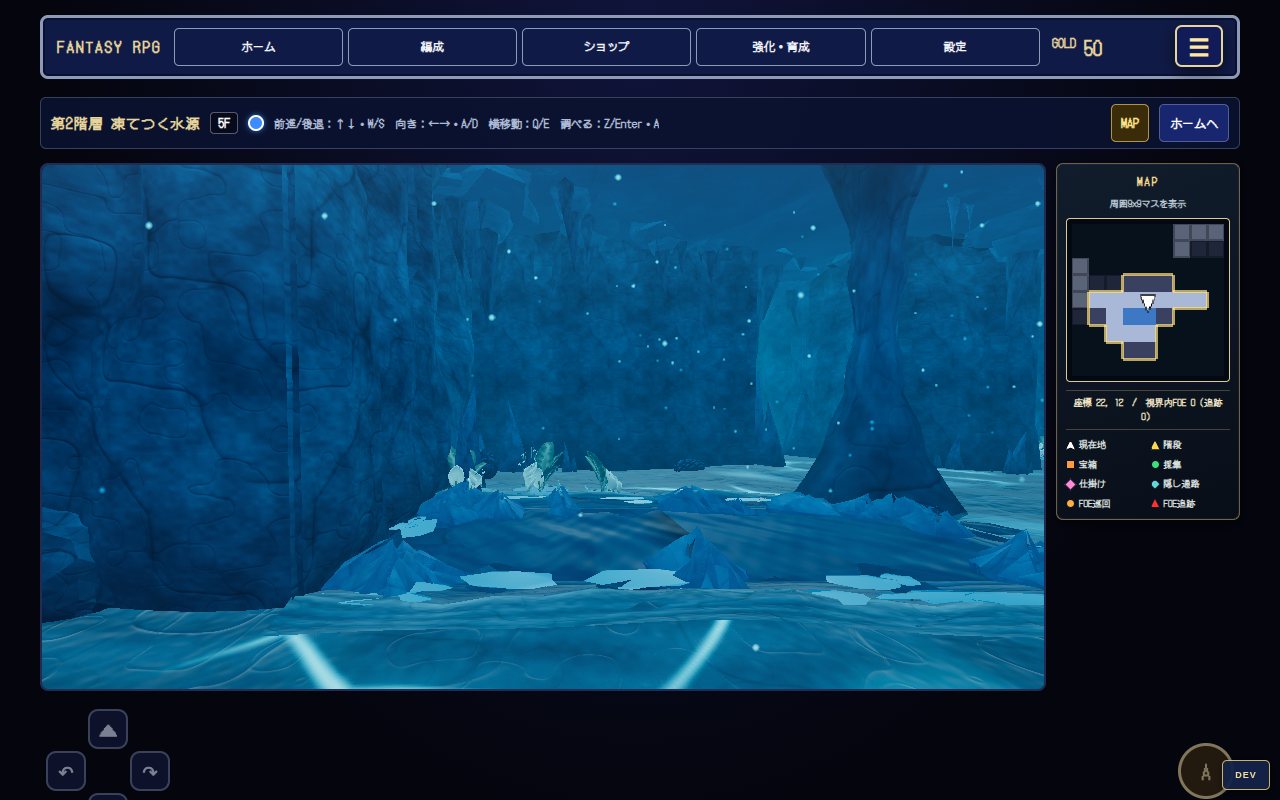 FANTASY RPG
ホーム
編成
ショップ
強化・育成
設定
GOLD 50
第2階層 凍てつく水源
5F
前進/後退：↑↓・W/S 向き：←→・A/D 横移動：Q/E 調べる：Z/Enter・A
MAP
ホームへ
MAP
周囲9x9マスを表示
座標 22, 12 / 視界内FOE 0（追跡
0）
現在地
階段
宝箱
採集
仕掛け
隠し通路
FOE巡回
FOE追跡
A
DEV